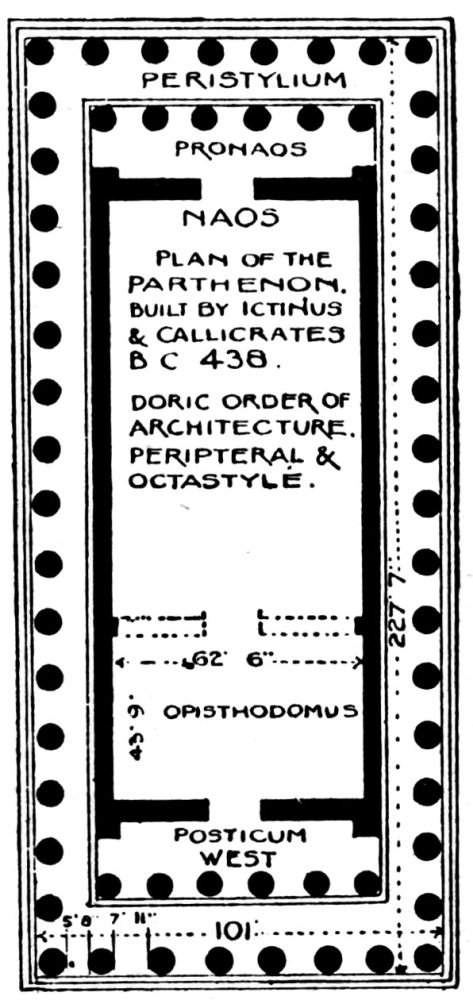 PERISTYLIUM
PRONAOS
NAOS
PLAN OF THE
PARTHENON.
BUILT BY ICTINUS
& CALLICRATES
B C 438.
DORIC ORDER OF
ARCHITECTURE.
PERIPTERAL &
OCTASTYLE.
227' 7"
62' 6"
OPISTHODOMUS
43' 9"
POSTICUM
WEST
5' 8" 7' 11"
101'